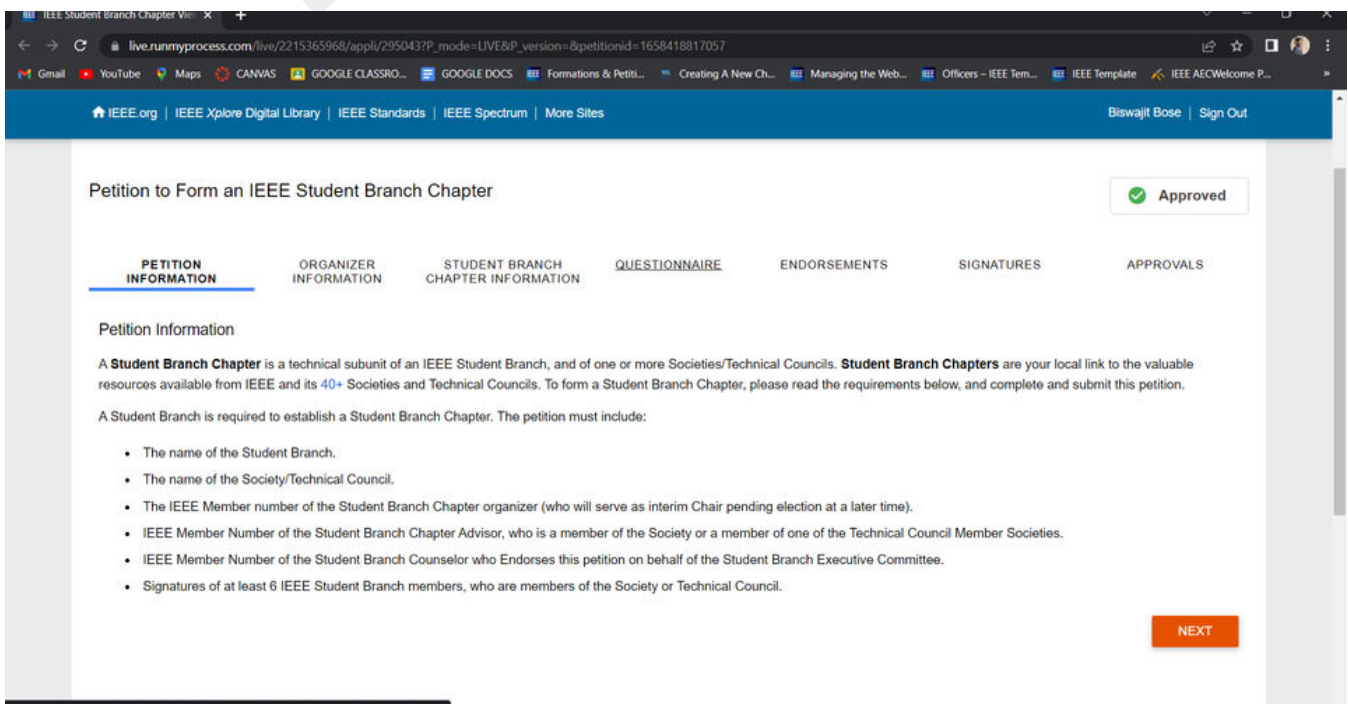 IEEE Student Branch Chapter Vie
live.runmyprocess.com/live/2215365968/appli/295043?P_mode=LIVE&P_version=&petitionid=1658418817057
Gmail YouTube Maps CANVAS GOOGLE CLASSRO... GOOGLE DOCS Formations & Petiti... Creating A New Ch... Managing the Web... Officers – IEEE Tem... IEEE Template IEEE AECWelcome P... »
IEEE.org | IEEE Xplore Digital Library | IEEE Standards | IEEE Spectrum | More Sites Biswajit Bose | Sign Out
Petition to Form an IEEE Student Branch Chapter Approved
PETITION INFORMATION ORGANIZER INFORMATION STUDENT BRANCH CHAPTER INFORMATION QUESTIONNAIRE ENDORSEMENTS SIGNATURES APPROVALS
Petition Information
A Student Branch Chapter is a technical subunit of an IEEE Student Branch, and of one or more Societies/Technical Councils. Student Branch Chapters are your local link to the valuable
resources available from IEEE and its 40+ Societies and Technical Councils. To form a Student Branch Chapter, please read the requirements below, and complete and submit this petition.
A Student Branch is required to establish a Student Branch Chapter. The petition must include:
• The name of the Student Branch.
• The name of the Society/Technical Council.
• The IEEE Member number of the Student Branch Chapter organizer (who will serve as interim Chair pending election at a later time).
• IEEE Member Number of the Student Branch Chapter Advisor, who is a member of the Society or a member of one of the Technical Council Member Societies.
• IEEE Member Number of the Student Branch Counselor who Endorses this petition on behalf of the Student Branch Executive Committee.
• Signatures of at least 6 IEEE Student Branch members, who are members of the Society or Technical Council.
NEXT